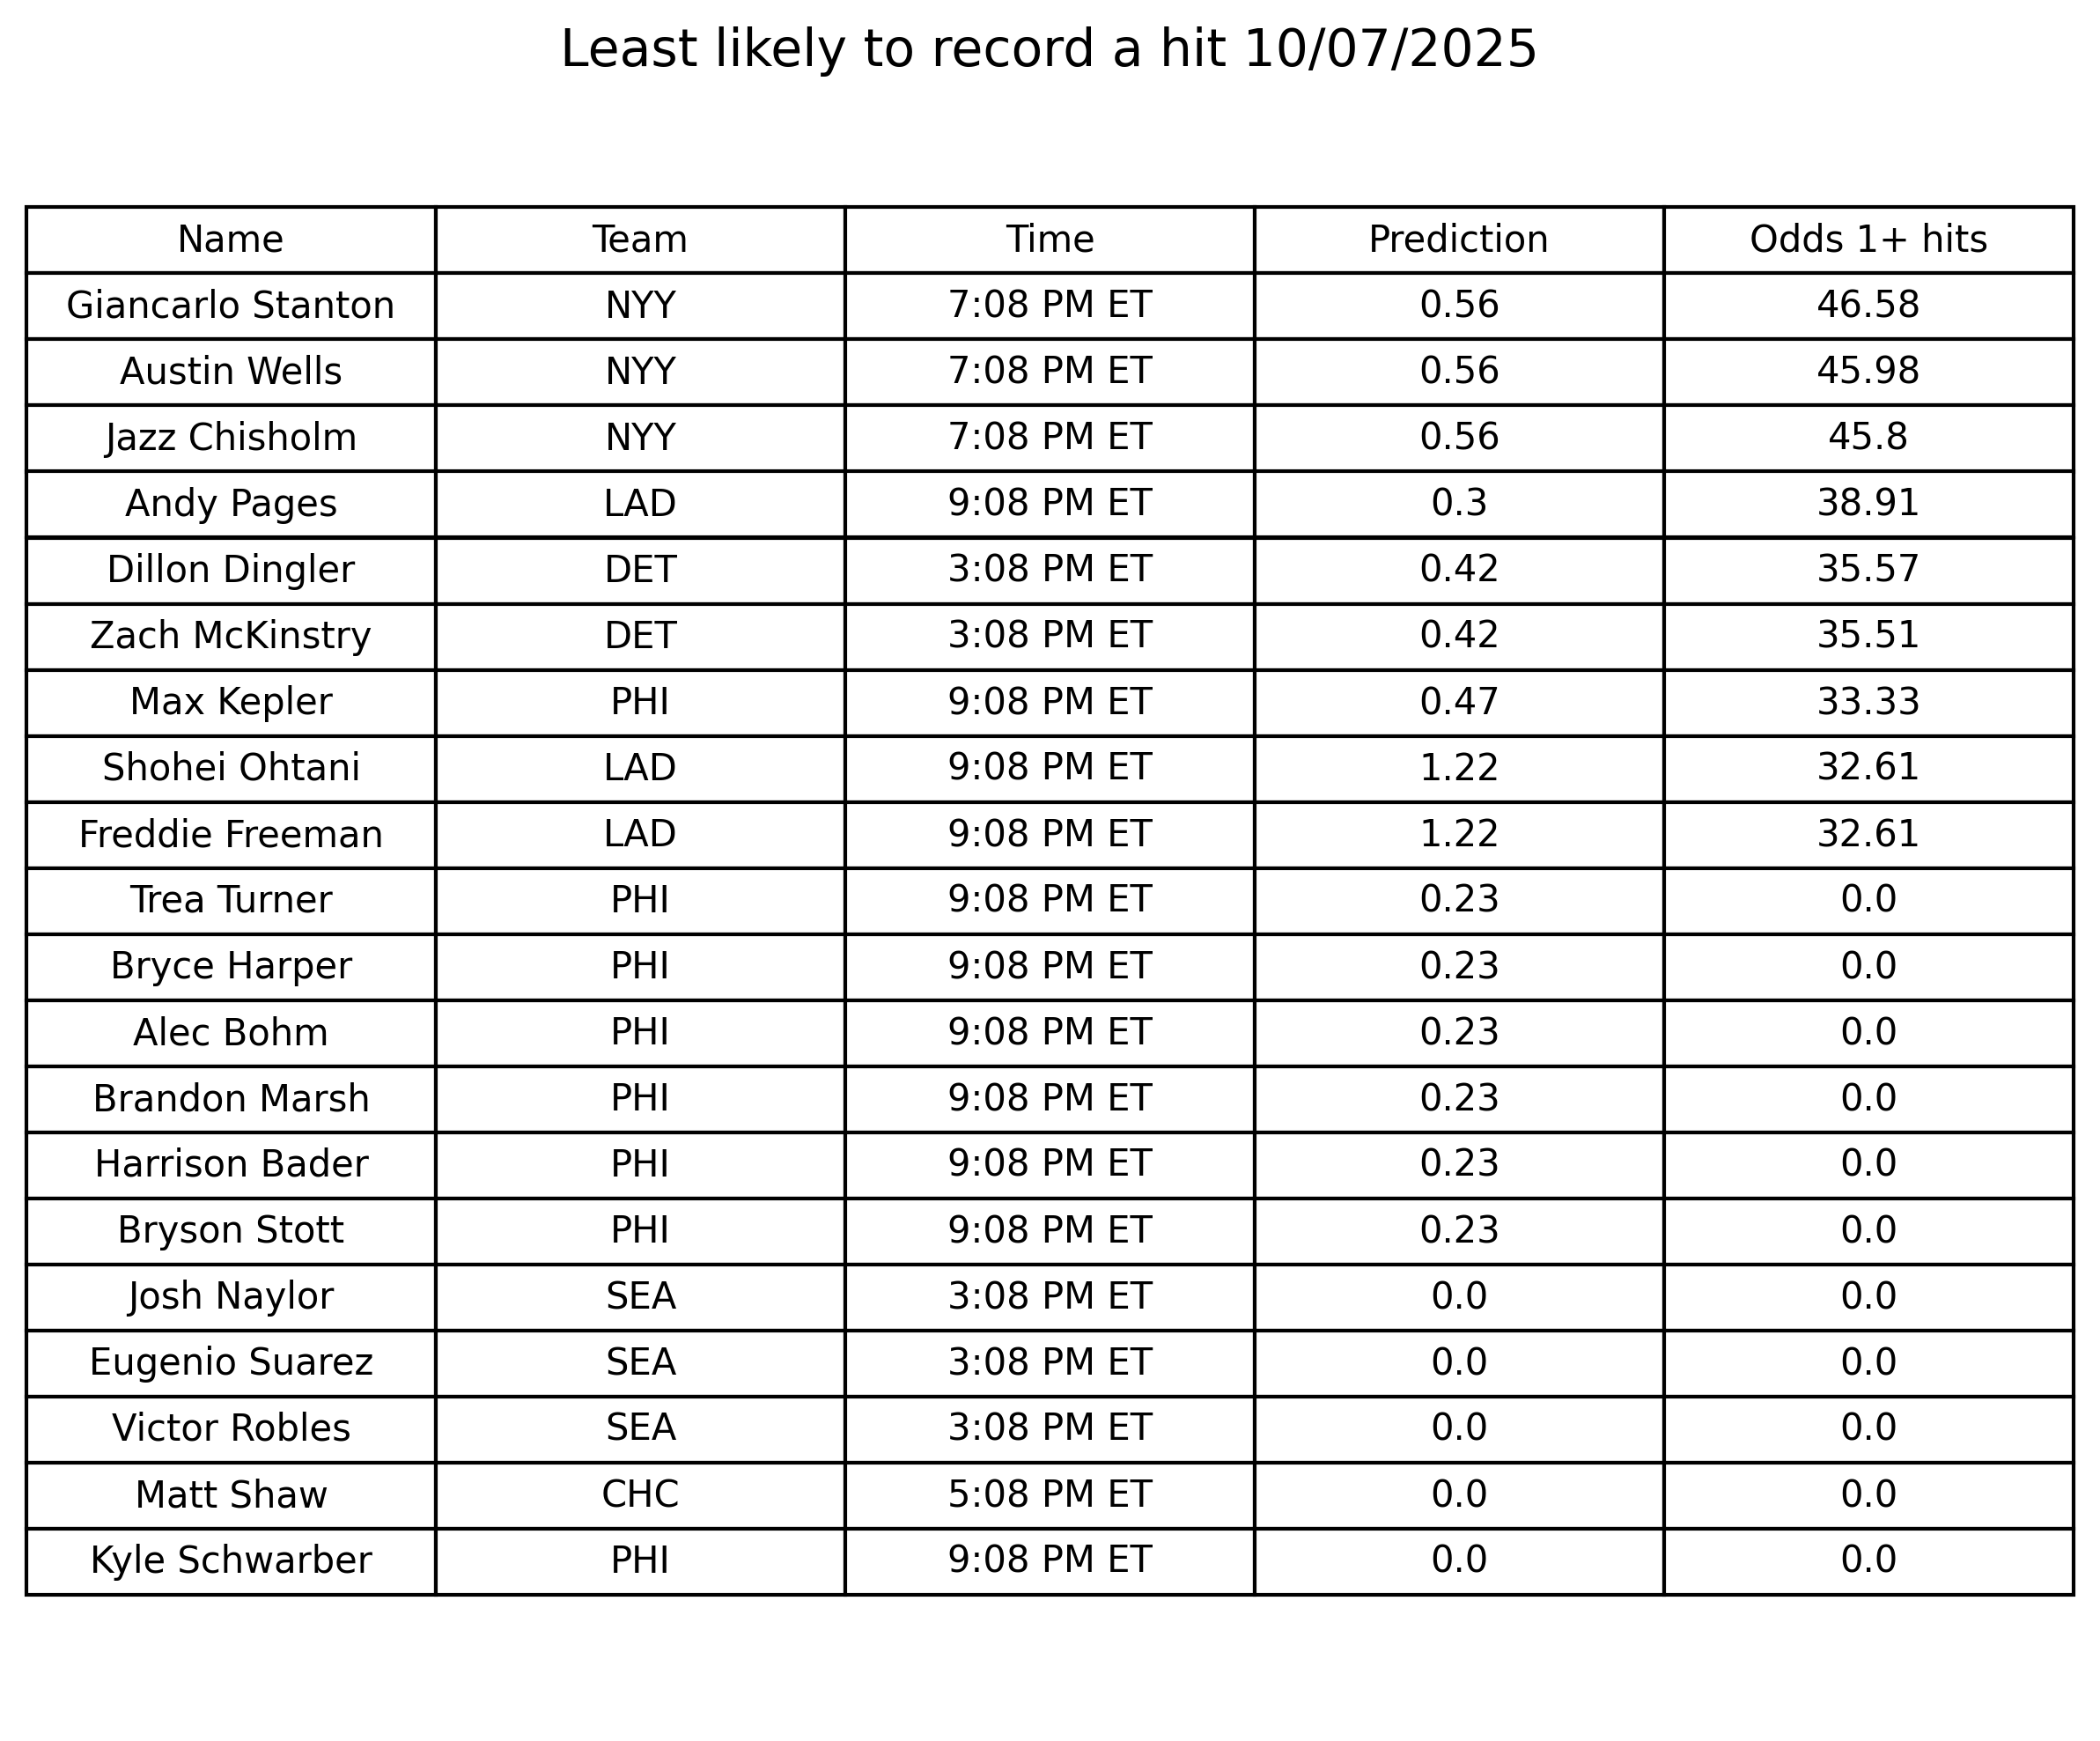 Least likely to record a hit 10/07/2025
Name Team Time Prediction Odds 1+ hits
Giancarlo Stanton NYY 7:08 PM ET 0.56 46.58
Austin Wells NYY 7:08 PM ET 0.56 45.98
Jazz Chisholm NYY 7:08 PM ET 0.56 45.8
Andy Pages LAD 9:08 PM ET 0.3 38.91
Dillon Dingler DET 3:08 PM ET 0.42 35.57
Zach McKinstry DET 3:08 PM ET 0.42 35.51
Max Kepler PHI 9:08 PM ET 0.47 33.33
Shohei Ohtani LAD 9:08 PM ET 1.22 32.61
Freddie Freeman LAD 9:08 PM ET 1.22 32.61
Trea Turner PHI 9:08 PM ET 0.23 0.0
Bryce Harper PHI 9:08 PM ET 0.23 0.0
Alec Bohm PHI 9:08 PM ET 0.23 0.0
Brandon Marsh PHI 9:08 PM ET 0.23 0.0
Harrison Bader PHI 9:08 PM ET 0.23 0.0
Bryson Stott PHI 9:08 PM ET 0.23 0.0
Josh Naylor SEA 3:08 PM ET 0.0 0.0
Eugenio Suarez SEA 3:08 PM ET 0.0 0.0
Victor Robles SEA 3:08 PM ET 0.0 0.0
Matt Shaw CHC 5:08 PM ET 0.0 0.0
Kyle Schwarber PHI 9:08 PM ET 0.0 0.0